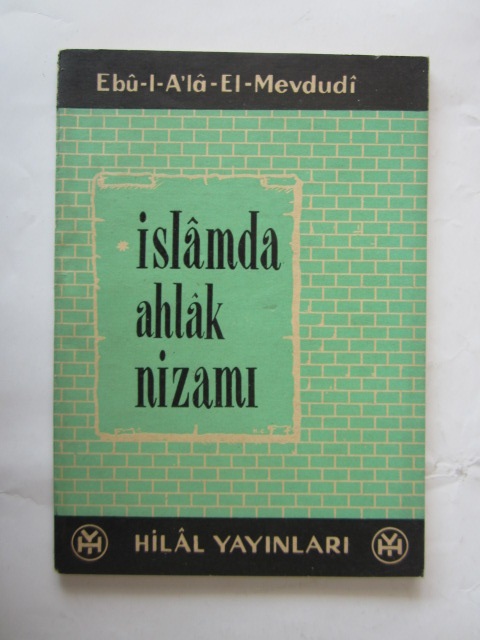 Ebû-l-A'lâ-El-Mevdudî
islâmda
ahlâk
nizamı
HİLÂL YAYINLARI